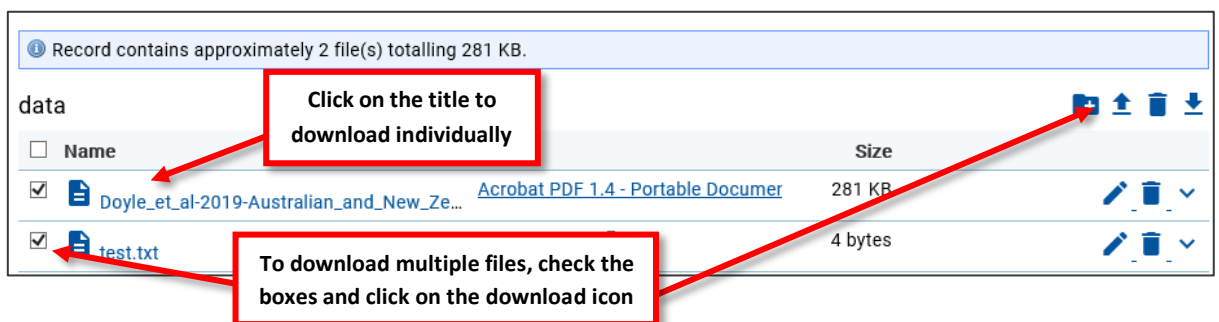 Record contains approximately 2 file(s) totalling 281 KB.
data
Click on the title to
download individually
Name
Size
Doyle_et_al-2019-Australian_and_New_Ze...
Acrobat PDF 1.4 - Portable Documer
281 KB
test.txt
4 bytes
To download multiple files, check the
boxes and click on the download icon